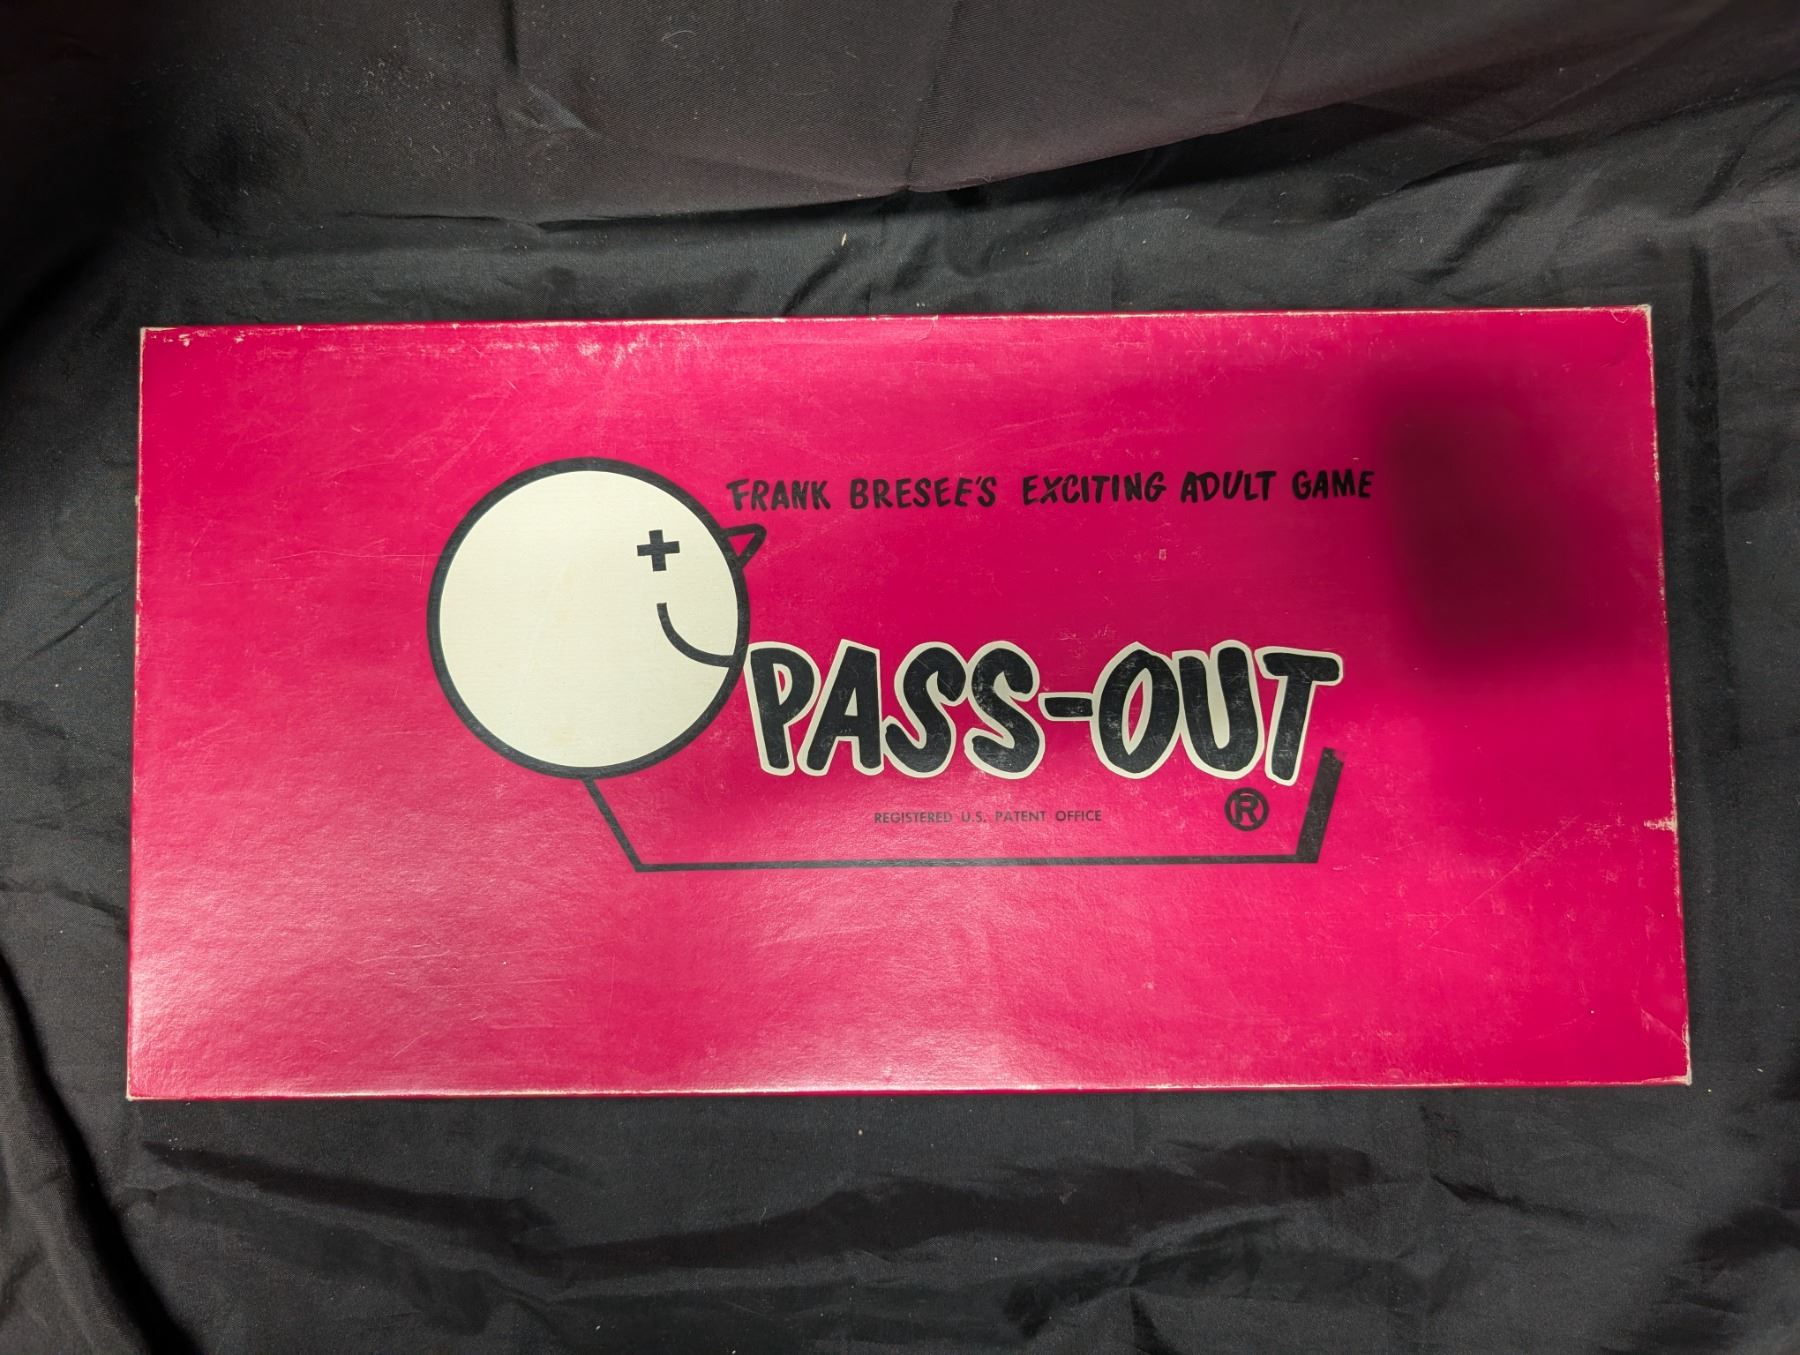 FRANK BRESEE'S EXCITING ADULT GAME
PASS-OUT
®
REGISTERED U.S. PATENT OFFICE